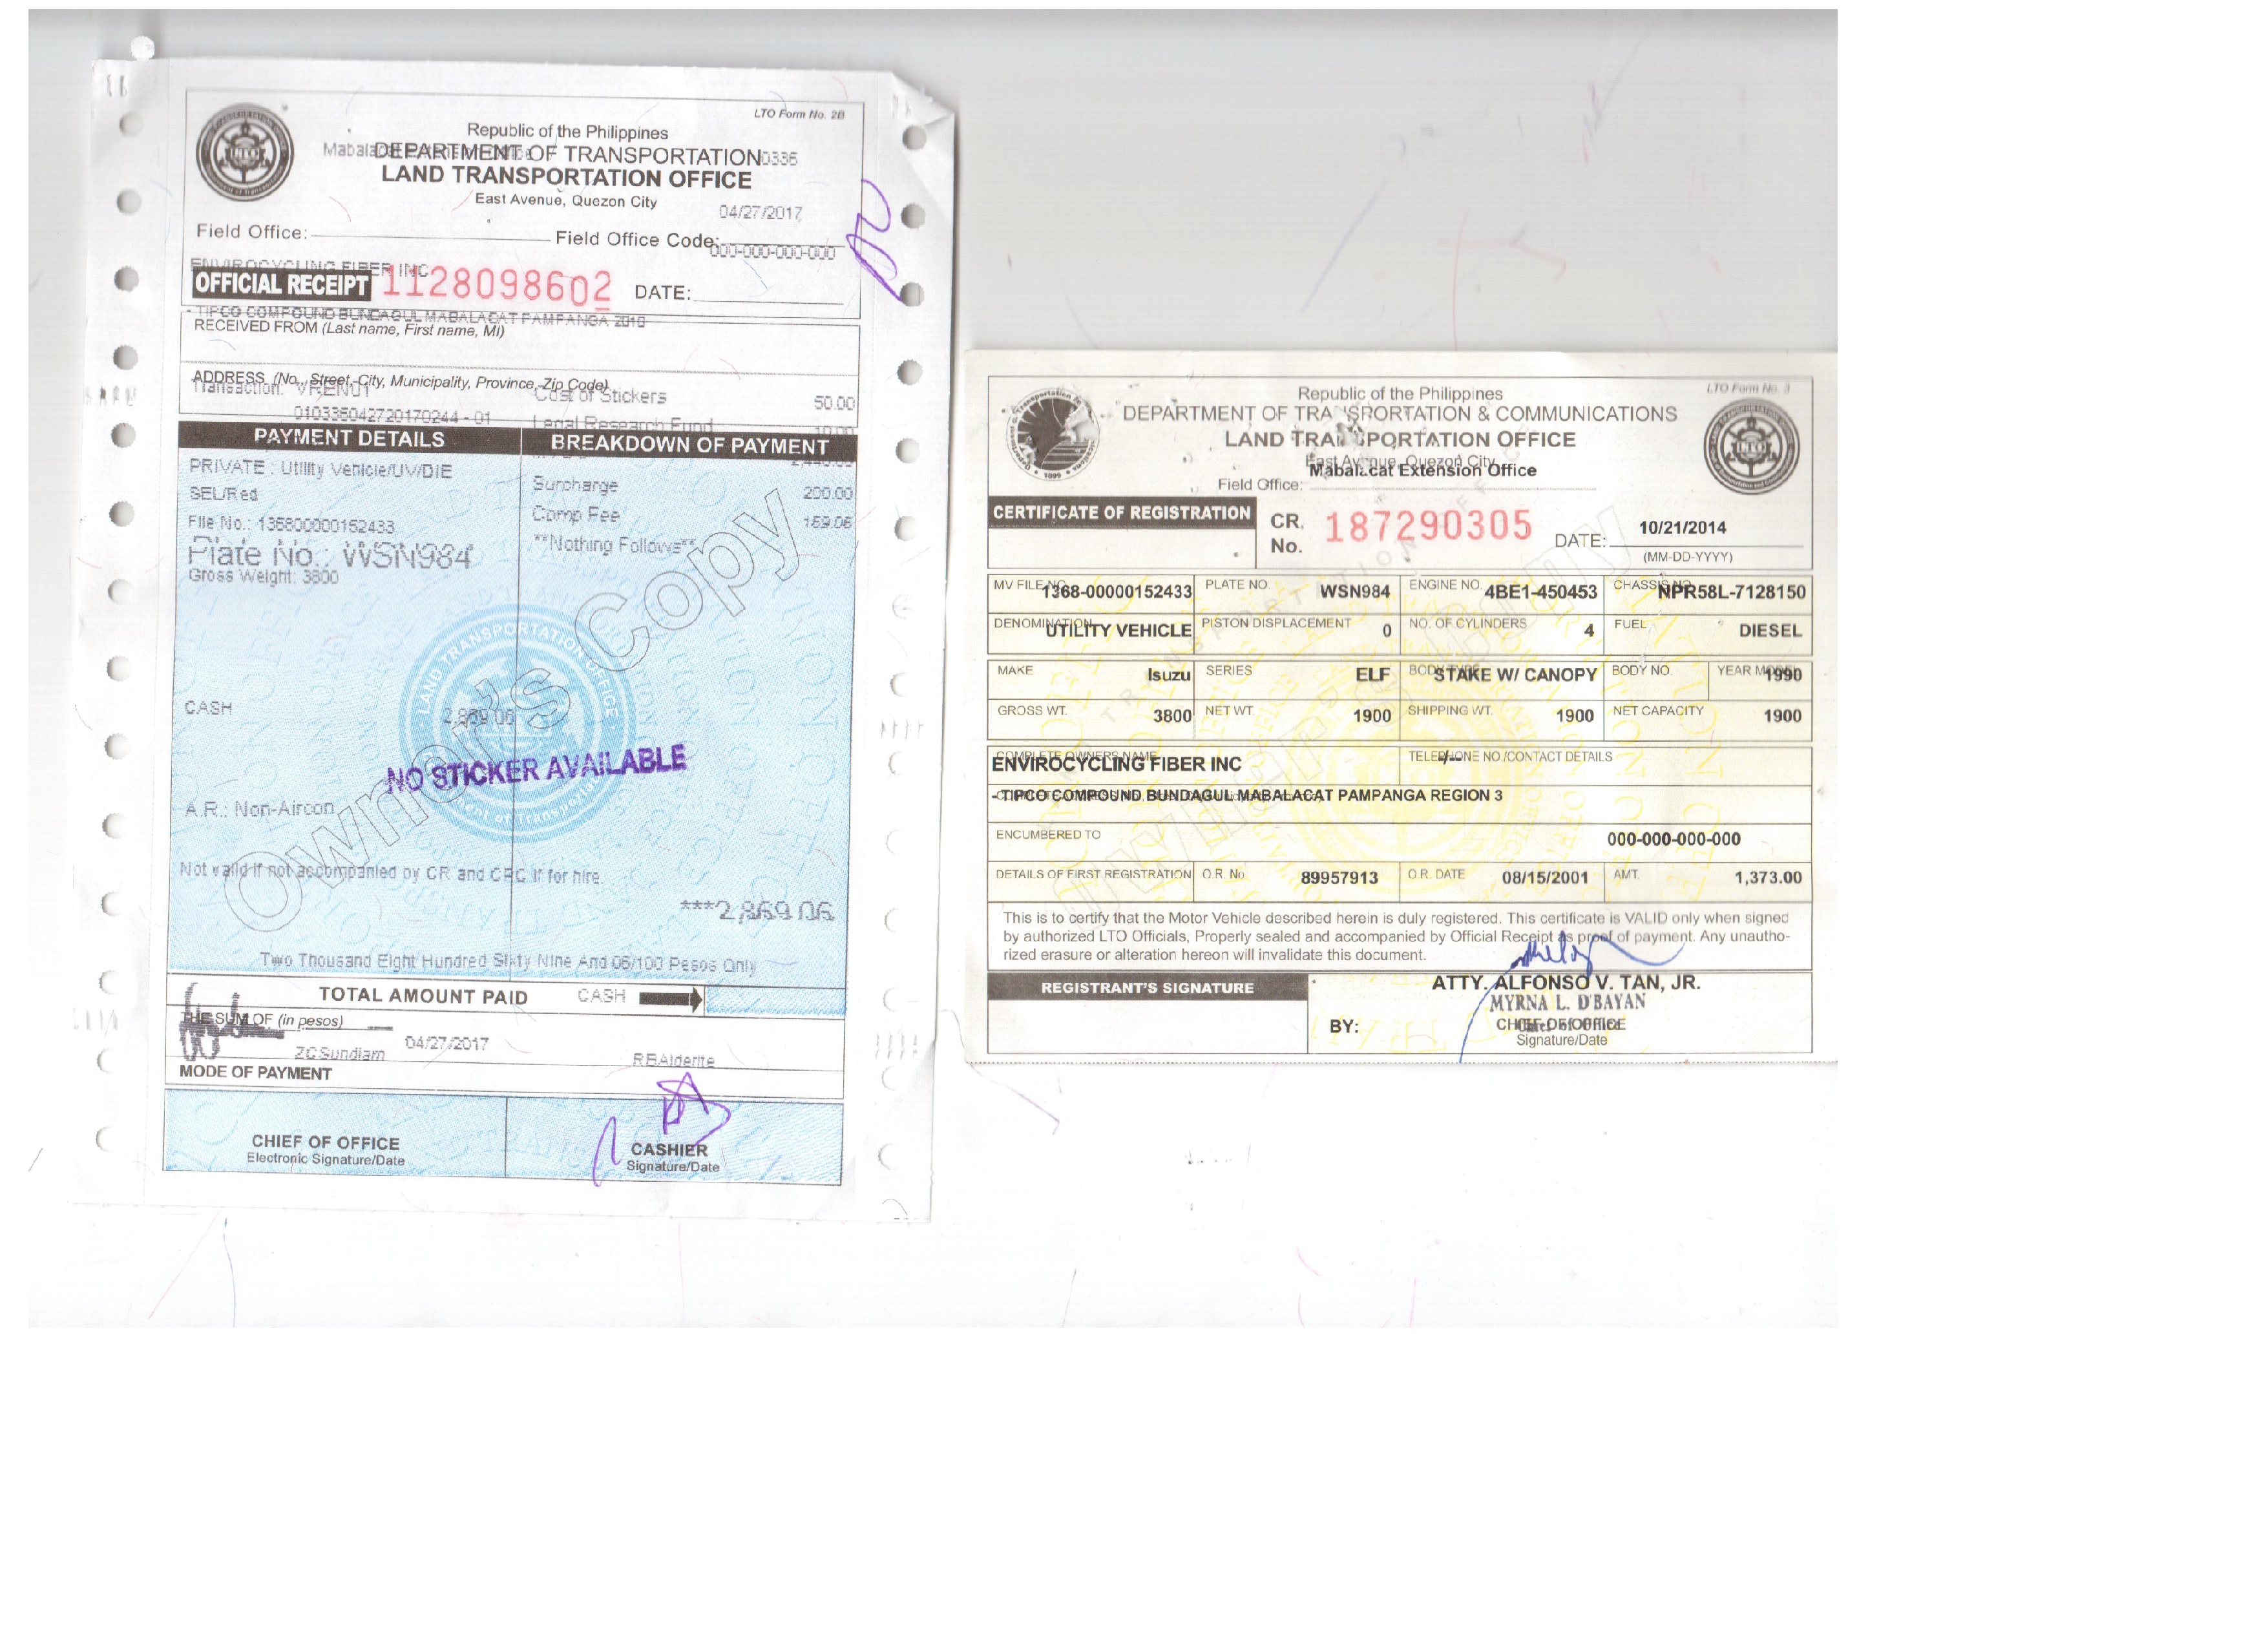 LTO Form No. 2B
Republic of the Philippines
DEPARTMENT OF TRANSPORTATION
0336
LAND TRANSPORTATION OFFICE
East Avenue, Quezon City
04/27/2017
Field Office:
Field Office Code:
000-000-000-000
ENVIROCYCLING FIBER INC
OFFICIAL RECEIPT 1128098602 DATE:
- TIPCO COMPOUND BUNDAGUL MABALACAT PAMPANGA 2010
RECEIVED FROM (Last name, First name, MI)
ADDRESS (No., Street, City, Municipality, Province, Zip Code)
Transaction: VREN01
Cost of Stickers 50.00
010336042720170244 - 01
Legal Research Fund 10.00
PAYMENT DETAILS
BREAKDOWN OF PAYMENT
PRIVATE : Utility Vehicle/UV/DIE
SEL/Red
Surcharge 200.00
File No.: 136800000152433
Comp Fee 169.06
Plate No.: WSN984
**Nothing Follows**
Gross Weight: 3800
Owner's Copy
LAND TRANSPORTATION OFFICE
CASH 2,869.06
NO STICKER AVAILABLE
A.R.: Non-Aircon
Not valid if not accompanied by CR and CPC if for hire.
***2,869.06
Two Thousand Eight Hundred Sixty Nine And 06/100 Pesos Only
TOTAL AMOUNT PAID CASH
THE SUM OF (in pesos)
ZCSundiam 04/27/2017 RBAlderite
MODE OF PAYMENT
CHIEF OF OFFICE
Electronic Signature/Date
CASHIER
Signature/Date
LTO Form No. 3
Republic of the Philippines
DEPARTMENT OF TRANSPORTATION & COMMUNICATIONS
LAND TRANSPORTATION OFFICE
East Avenue, Quezon City
Mabalacat Extension Office
Field Office:
CERTIFICATE OF REGISTRATION
CR. No. 187290305
DATE: 10/21/2014
(MM-DD-YYYY)
MV FILE NO. 1368-00000152433 PLATE NO. WSN984 ENGINE NO. 4BE1-450453 CHASSIS NO. NPR58L-7128150
DENOMINATION UTILITY VEHICLE PISTON DISPLACEMENT 0 NO. OF CYLINDERS 4 FUEL DIESEL
MAKE Isuzu SERIES ELF BODY TYPE STAKE W/ CANOPY BODY NO. YEAR MODEL 1990
GROSS WT. 3800 NET WT. 1900 SHIPPING WT. 1900 NET CAPACITY 1900
COMPLETE OWNERS NAME
ENVIROCYCLING FIBER INC
TELEPHONE NO./CONTACT DETAILS
- TIPCO COMPOUND BUNDAGUL MABALACAT PAMPANGA REGION 3
ENCUMBERED TO 000-000-000-000
DETAILS OF FIRST REGISTRATION O.R. No. 89957913 O.R. DATE 08/15/2001 AMT. 1,373.00
This is to certify that the Motor Vehicle described herein is duly registered. This certificate is VALID only when signed
by authorized LTO Officials, Properly sealed and accompanied by Official Receipt as proof of payment. Any unautho-
rized erasure or alteration hereon will invalidate this document.
REGISTRANT'S SIGNATURE
ATTY. ALFONSO V. TAN, JR.
MYRNA L. D'BAYAN
BY:
CHIEF OF OFFICE
Signature/Date